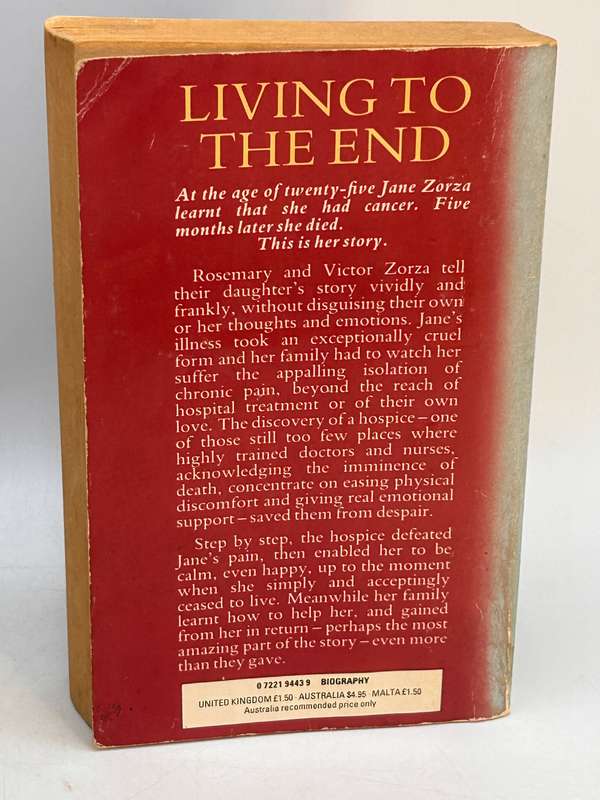 LIVING TO
THE END
At the age of twenty-five Jane Zorza
learnt that she had cancer. Five
months later she died.
This is her story.
Rosemary and Victor Zorza tell
their daughter's story vividly and
frankly, without disguising their own
or her thoughts and emotions. Jane's
illness took an exceptionally cruel
form and her family had to watch her
suffer the appalling isolation of
chronic pain, beyond the reach of
hospital treatment or of their own
love. The discovery of a hospice – one
of those still too few places where
highly trained doctors and nurses,
acknowledging the imminence of
death, concentrate on easing physical
discomfort and giving real emotional
support – saved them from despair.
Step by step, the hospice defeated
Jane's pain, then enabled her to be
calm, even happy, up to the moment
when she simply and acceptingly
ceased to live. Meanwhile her family
learnt how to help her, and gained
from her in return – perhaps the most
amazing part of the story – even more
than they gave.
0 7221 9443 9 BIOGRAPHY
UNITED KINGDOM £1.50 · AUSTRALIA $4.95 · MALTA £1.50
Australia recommended price only